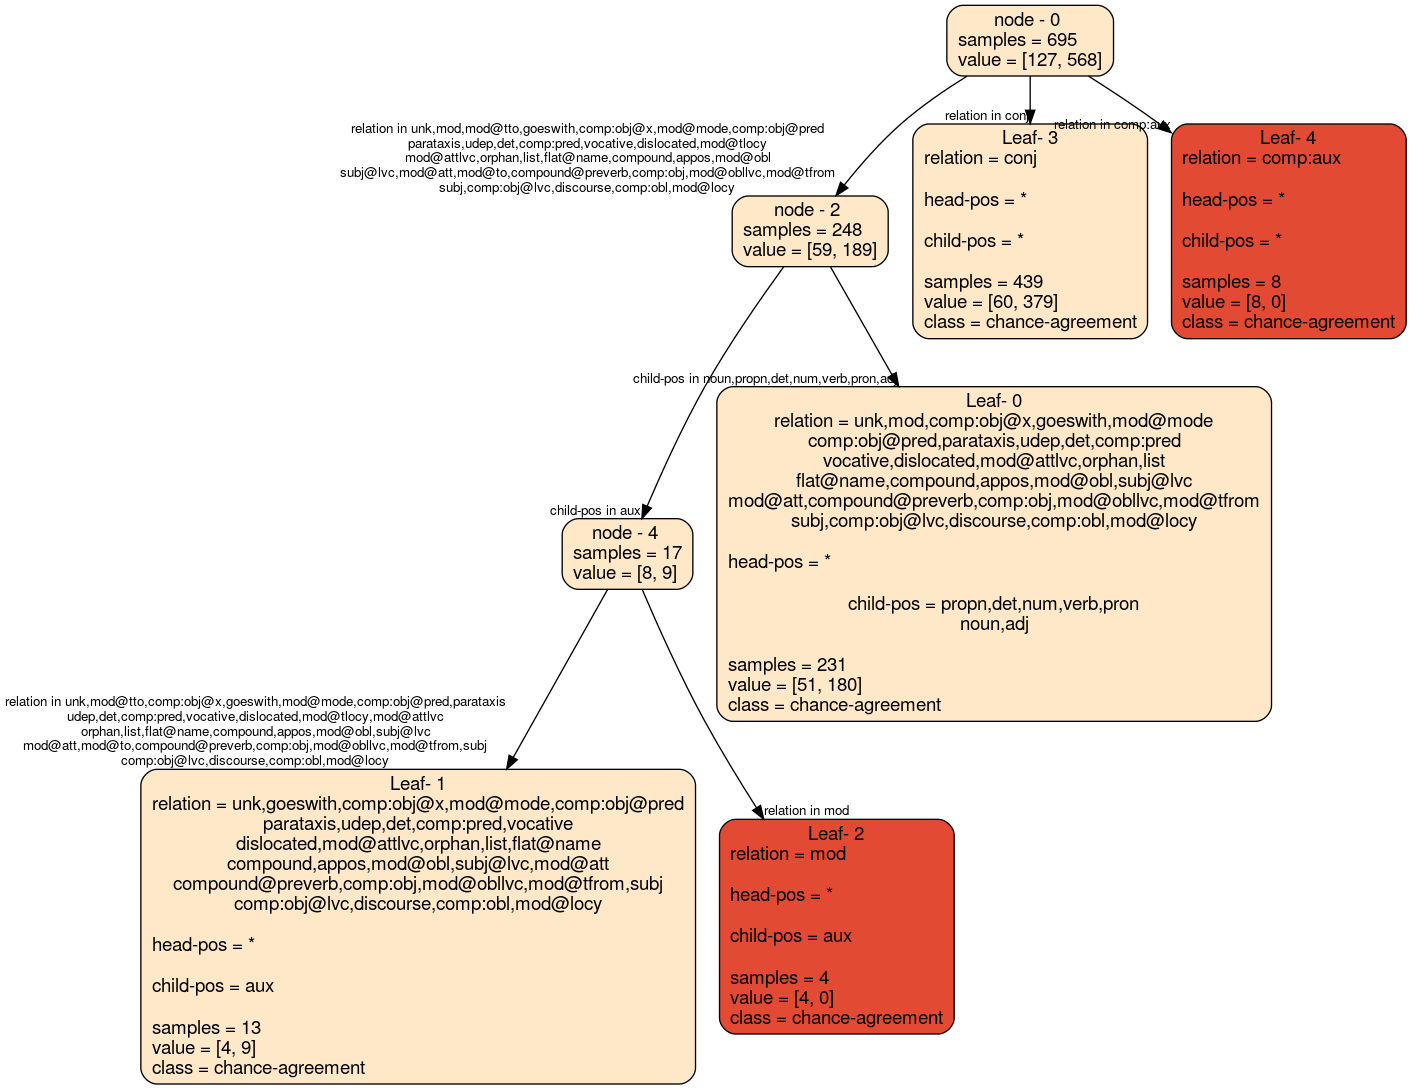 node - 0
samples = 695
value = [127, 568]
relation in unk,mod,mod@tto,goeswith,comp:obj@x,mod@mode,comp:obj@pred
parataxis,udep,det,comp:pred,vocative,dislocated,mod@tlocy
mod@attlvc,orphan,list,flat@name,compound,appos,mod@obl
subj@lvc,mod@att,mod@to,compound@preverb,comp:obj,mod@obllvc,mod@tfrom
subj,comp:obj@lvc,discourse,comp:obl,mod@locy
relation in conj
relation in comp:aux
node - 2
samples = 248
value = [59, 189]
Leaf- 3
relation = conj
head-pos = *
child-pos = *
samples = 439
value = [60, 379]
class = chance-agreement
Leaf- 4
relation = comp:aux
head-pos = *
child-pos = *
samples = 8
value = [8, 0]
class = chance-agreement
child-pos in noun,propn,det,num,verb,pron,adj
child-pos in aux
node - 4
samples = 17
value = [8, 9]
Leaf- 0
relation = unk,mod,comp:obj@x,goeswith,mod@mode
comp:obj@pred,parataxis,udep,det,comp:pred
vocative,dislocated,mod@attlvc,orphan,list
flat@name,compound,appos,mod@obl,subj@lvc
mod@att,compound@preverb,comp:obj,mod@obllvc,mod@tfrom
subj,comp:obj@lvc,discourse,comp:obl,mod@locy
head-pos = *
child-pos = propn,det,num,verb,pron
noun,adj
samples = 231
value = [51, 180]
class = chance-agreement
relation in unk,mod@tto,comp:obj@x,goeswith,mod@mode,comp:obj@pred,parataxis
udep,det,comp:pred,vocative,dislocated,mod@tlocy,mod@attlvc
orphan,list,flat@name,compound,appos,mod@obl,subj@lvc
mod@att,mod@to,compound@preverb,comp:obj,mod@obllvc,mod@tfrom,subj
comp:obj@lvc,discourse,comp:obl,mod@locy
relation in mod
Leaf- 1
relation = unk,goeswith,comp:obj@x,mod@mode,comp:obj@pred
parataxis,udep,det,comp:pred,vocative
dislocated,mod@attlvc,orphan,list,flat@name
compound,appos,mod@obl,subj@lvc,mod@att
compound@preverb,comp:obj,mod@obllvc,mod@tfrom,subj
comp:obj@lvc,discourse,comp:obl,mod@locy
head-pos = *
child-pos = aux
samples = 13
value = [4, 9]
class = chance-agreement
Leaf- 2
relation = mod
head-pos = *
child-pos = aux
samples = 4
value = [4, 0]
class = chance-agreement